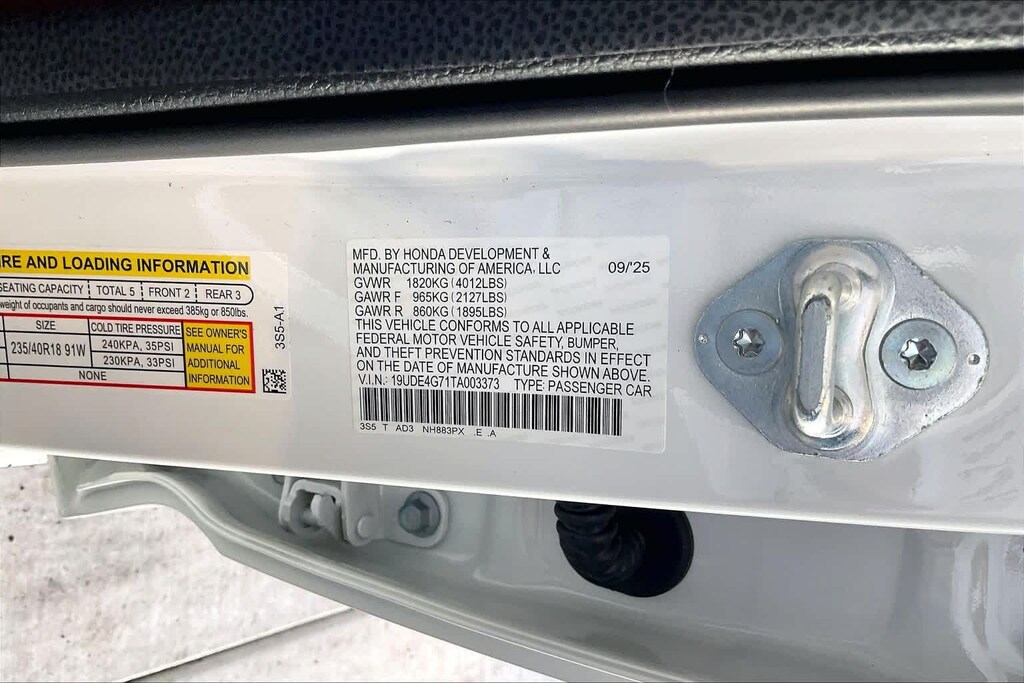 RE AND LOADING INFORMATION
SEATING CAPACITY TOTAL 5 FRONT 2 REAR 3
weight of occupants and cargo should never exceed 385kg or 850lbs.
SIZE COLD TIRE PRESSURE SEE OWNER'S
235/40R18 91W 240KPA, 35PSI MANUAL FOR
230KPA, 33PSI ADDITIONAL
NONE INFORMATION
3S5-A1
MFD. BY HONDA DEVELOPMENT &
MANUFACTURING OF AMERICA, LLC 09/'25
GVWR 1820KG (4012LBS)
GAWR F 965KG (2127LBS)
GAWR R 860KG (1895LBS)
THIS VEHICLE CONFORMS TO ALL APPLICABLE
FEDERAL MOTOR VEHICLE SAFETY, BUMPER,
AND THEFT PREVENTION STANDARDS IN EFFECT
ON THE DATE OF MANUFACTURE SHOWN ABOVE.
V.I.N.: 19UDE4G71TA003373 TYPE: PASSENGER CAR
3S5 T AD3 NH883PX .E .A